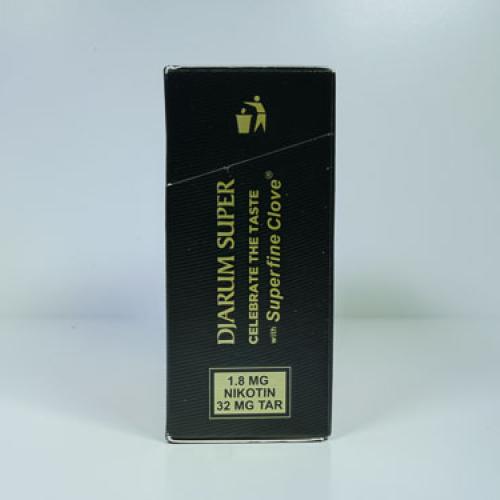 DJARUM SUPER
CELEBRATE THE TASTE
with Superfine Clove®
1.8 MG
NIKOTIN
32 MG TAR